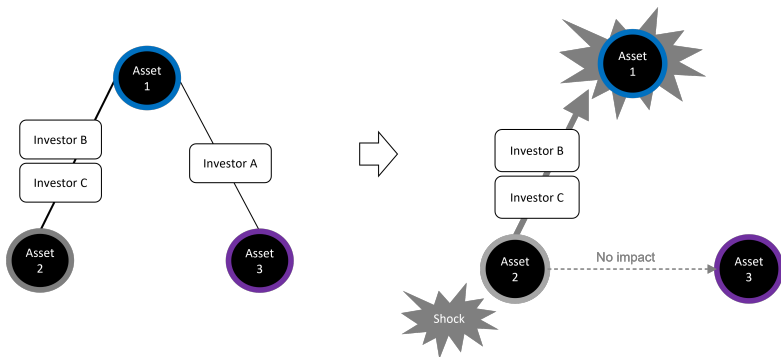 Asset
1
Investor B
Investor C
Investor A
Asset
2
Asset
3
Asset
1
Investor B
Investor C
Asset
2
No impact
Asset
3
Shock